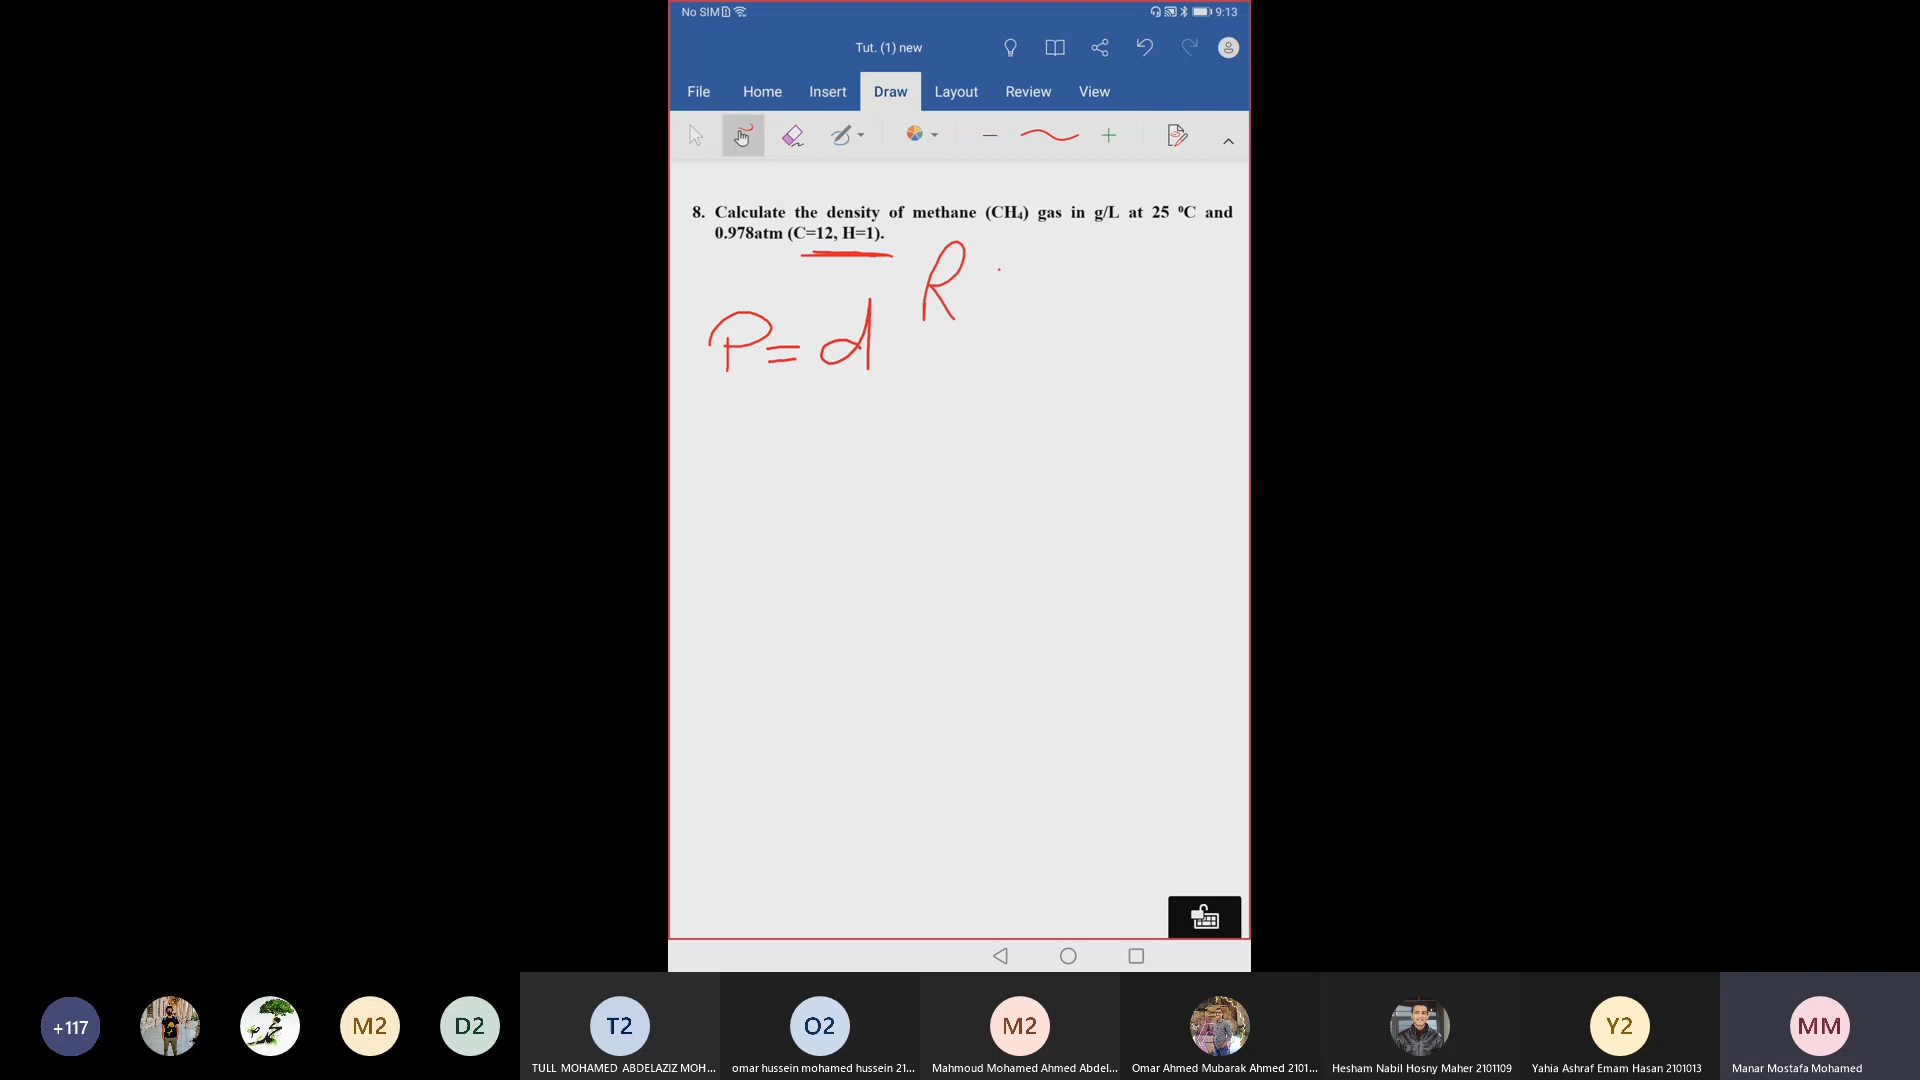 No SIM 9:13
Tut. (1) new
File Home Insert Draw Layout Review View
8. Calculate the density of methane (CH₄) gas in g/L at 25 ⁰C and
0.978atm (C=12, H=1).
R
P= d
+117 M2 D2 T2 O2 M2 Y2 MM
TULL MOHAMED ABDELAZIZ MOH... omar hussein mohamed hussein 21... Mahmoud Mohamed Ahmed Abdel... Omar Ahmed Mubarak Ahmed 2101... Hesham Nabil Hosny Maher 2101109 Yahia Ashraf Emam Hasan 2101013 Manar Mostafa Mohamed